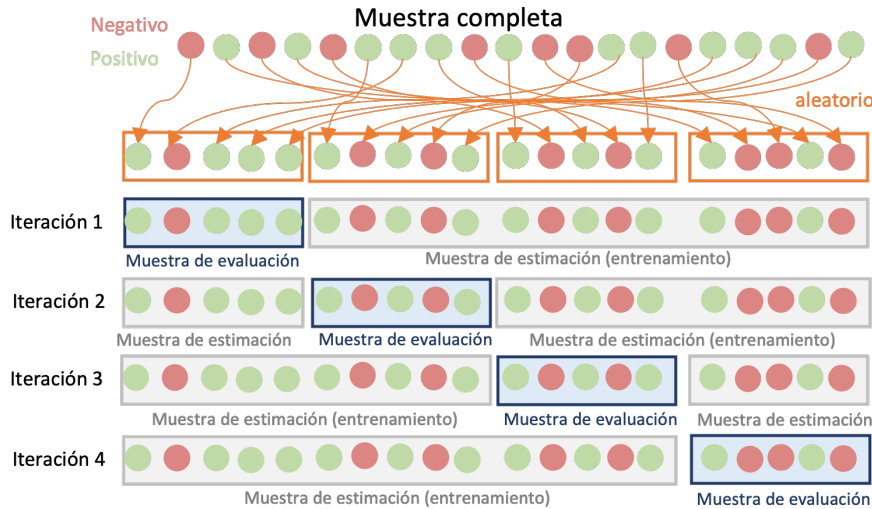 Muestra completa
Negativo
Positivo
aleatorio
Iteración 1
Muestra de evaluación
Muestra de estimación (entrenamiento)
Iteración 2
Muestra de estimación
Muestra de evaluación
Muestra de estimación (entrenamiento)
Iteración 3
Muestra de estimación (entrenamiento)
Muestra de evaluación
Muestra de estimación
Iteración 4
Muestra de estimación (entrenamiento)
Muestra de evaluación